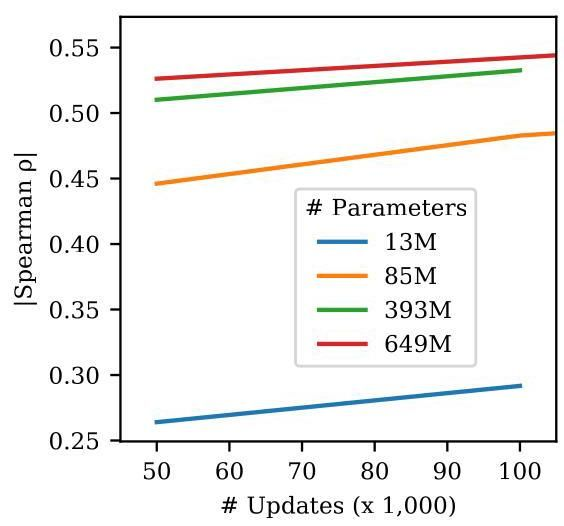 |Spearman ρ|
0.55
0.50
0.45
0.40
0.35
0.30
0.25
# Parameters
13M
85M
393M
649M
50 60 70 80 90 100
# Updates (x 1,000)